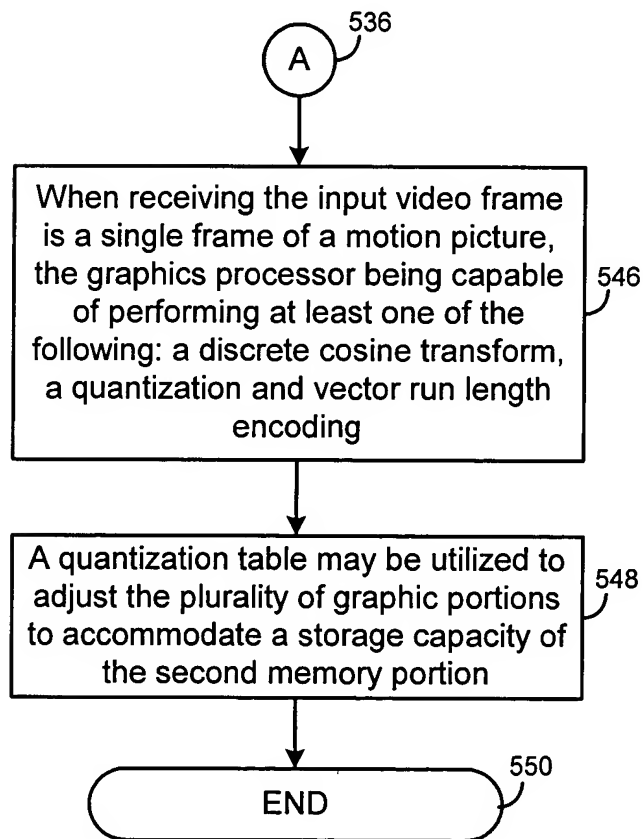 536
A
When receiving the input video frame
is a single frame of a motion picture,
the graphics processor being capable
of performing at least one of the
following: a discrete cosine transform,
a quantization and vector run length
encoding
546
A quantization table may be utilized to
adjust the plurality of graphic portions
to accommodate a storage capacity of
the second memory portion
548
END
550